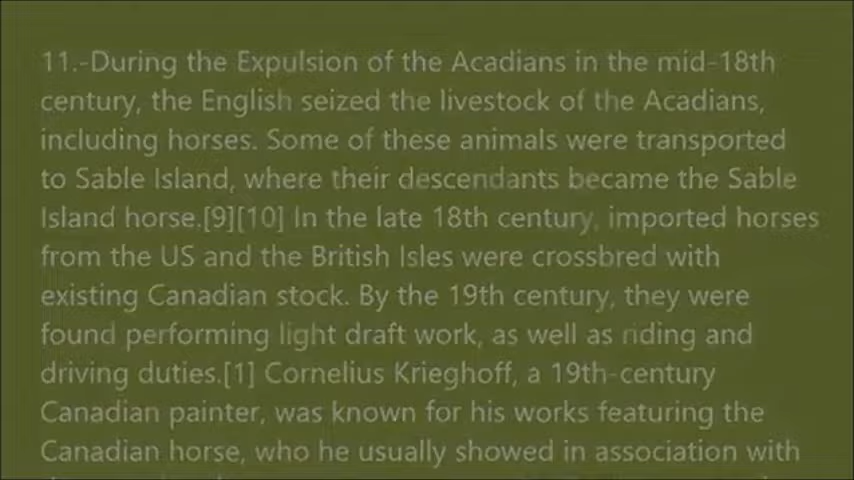 11.-During the Expulsion of the Acadians in the mid-18th
century, the English seized the livestock of the Acadians,
including horses. Some of these animals were transported
to Sable Island, where their descendants became the Sable
Island horse.[9][10] In the late 18th century, imported horses
from the US and the British Isles were crossbred with
existing Canadian stock. By the 19th century, they were
found performing light draft work, as well as riding and
driving duties.[1] Cornelius Krieghoff, a 19th-century
Canadian painter, was known for his works featuring the
Canadian horse, who he usually showed in association with